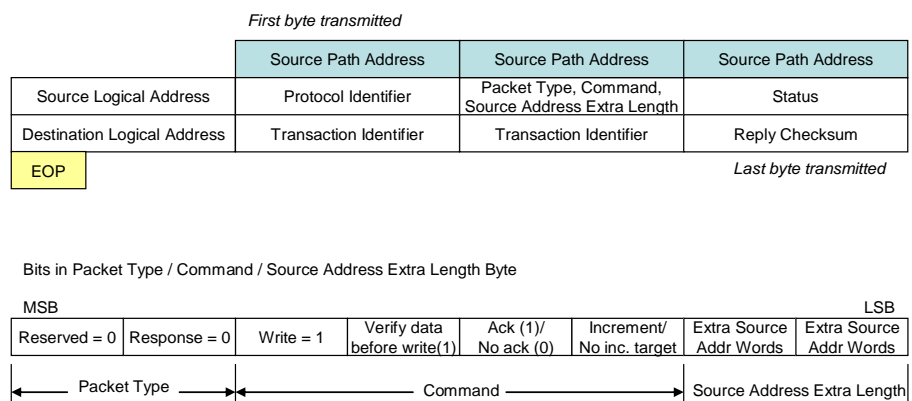 First byte transmitted
Source Path Address Source Path Address Source Path Address
Source Logical Address Protocol Identifier Packet Type, Command, Source Address Extra Length Status
Destination Logical Address Transaction Identifier Transaction Identifier Reply Checksum
EOP Last byte transmitted
Bits in Packet Type / Command / Source Address Extra Length Byte
MSB LSB
Reserved = 0 Response = 0 Write = 1 Verify data before write(1) Ack (1)/ No ack (0) Increment/ No inc. target Extra Source Addr Words Extra Source Addr Words
Packet Type Command Source Address Extra Length